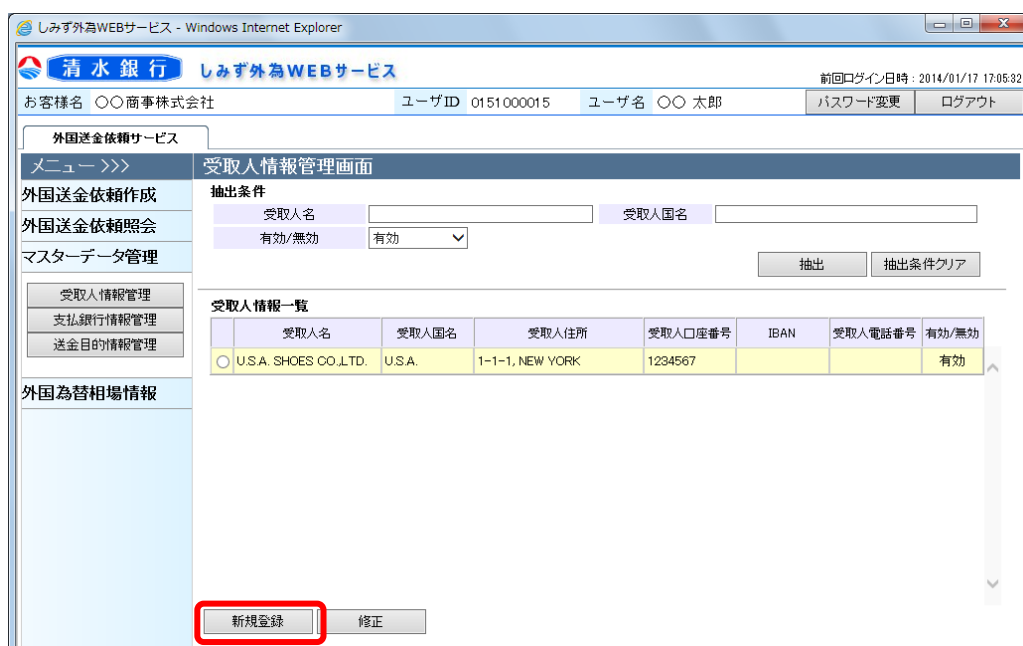 しみず外為WEBサービス - Windows Internet Explorer
清水銀行 しみず外為WEBサービス
前回ログイン日時 : 2014/01/17 17:05:32
お客様名 〇〇商事株式会社 ユーザID 0151000015 ユーザ名 〇〇 太郎 パスワード変更 ログアウト
外国送金依頼サービス
メニュー >>> 受取人情報管理画面
外国送金依頼作成
外国送金依頼照会
マスターデータ管理
受取人情報管理
支払銀行情報管理
送金目的情報管理
外国為替相場情報
抽出条件
受取人名 受取人国名
有効/無効 有効
抽出 抽出条件クリア
受取人情報一覧
受取人名 受取人国名 受取人住所 受取人口座番号 IBAN 受取人電話番号 有効/無効
U.S.A. SHOES CO.,LTD. U.S.A. 1-1-1, NEW YORK 1234567 有効
新規登録 修正